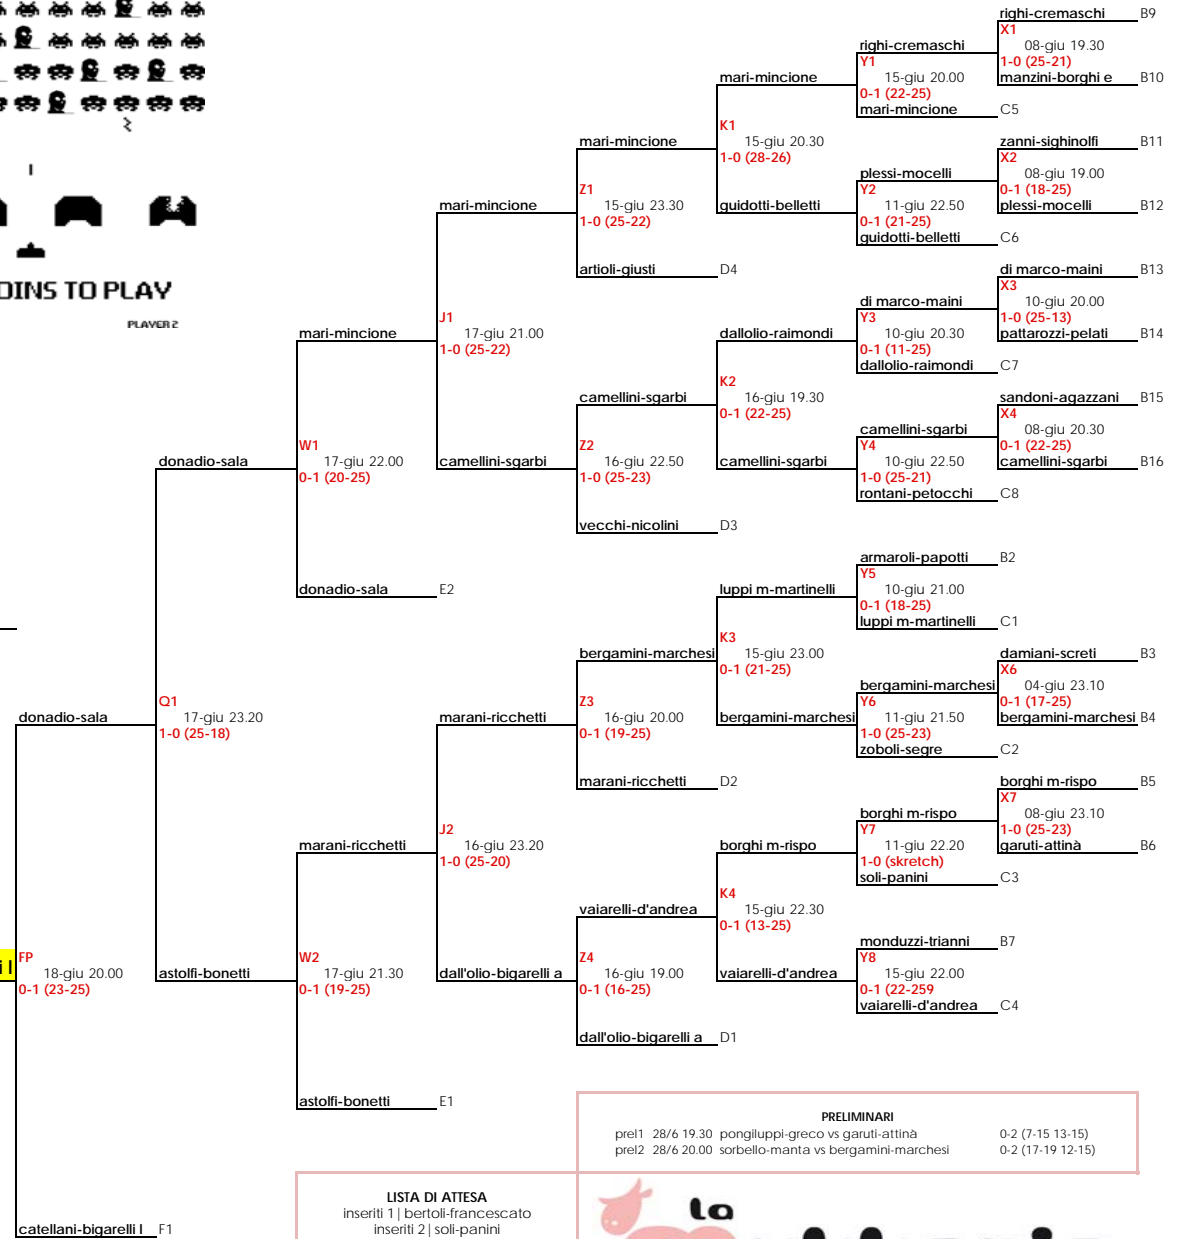 righi-cremaschi B9
X1
08-giu 19.30
1-0 (25-21)
manzini-borghi e B10
righi-cremaschi
Y1
15-giu 20.00
0-1 (22-25)
mari-mincione C5
mari-mincione
K1
15-giu 20.30
1-0 (28-26)
zanni-sighinolfi B11
X2
08-giu 19.00
0-1 (18-25)
plessi-mocelli B12
plessi-mocelli
Y2
11-giu 22.50
0-1 (21-25)
guidotti-belletti C6
guidotti-belletti
mari-mincione
Z1
15-giu 23.30
1-0 (25-22)
artioli-giusti D4
mari-mincione
J1
17-giu 21.00
1-0 (25-22)
di marco-maini B13
X3
10-giu 20.00
1-0 (25-13)
pattarozzi-pelati B14
di marco-maini
Y3
10-giu 20.30
0-1 (11-25)
dallolio-raimondi C7
dallolio-raimondi
K2
16-giu 19.30
0-1 (22-25)
sandoni-agazzani B15
X4
08-giu 20.30
0-1 (22-25)
camellini-sgarbi B16
camellini-sgarbi
Y4
10-giu 22.50
1-0 (25-21)
rontani-petocchi C8
camellini-sgarbi
camellini-sgarbi
Z2
16-giu 22.50
1-0 (25-23)
vecchi-nicolini D3
camellini-sgarbi
OINS TO PLAY
PLAYER 2
mari-mincione
W1
17-giu 22.00
0-1 (20-25)
donadio-sala E2
donadio-sala
Q1
17-giu 23.20
1-0 (25-18)
armaroli-papotti B2
Y5
10-giu 21.00
0-1 (18-25)
luppi m-martinelli C1
luppi m-martinelli
K3
15-giu 23.00
0-1 (21-25)
damiani-screti B3
X6
04-giu 23.10
0-1 (17-25)
bergamini-marchesi B4
bergamini-marchesi
Y6
11-giu 21.50
1-0 (25-23)
zoboli-segre C2
bergamini-marchesi
bergamini-marchesi
Z3
16-giu 20.00
0-1 (19-25)
marani-ricchetti D2
marani-ricchetti
J2
16-giu 23.20
1-0 (25-20)
borghi m-rispo B5
X7
08-giu 23.10
1-0 (25-23)
garuti-attinà B6
borghi m-rispo
Y7
11-giu 22.20
1-0 (skretch)
soli-panini C3
borghi m-rispo
K4
15-giu 22.30
0-1 (13-25)
monduzzi-trianni B7
Y8
15-giu 22.00
0-1 (22-259
vaiarelli-d'andrea C4
vaiarelli-d'andrea
vaiarelli-d'andrea
Z4
16-giu 19.00
0-1 (16-25)
dall'olio-bigarelli a D1
dall'olio-bigarelli a
marani-ricchetti
W2
17-giu 21.30
0-1 (19-25)
astolfi-bonetti E1
astolfi-bonetti
donadio-sala
i l
FP
18-giu 20.00
0-1 (23-25)
catellani-bigarelli l F1
PRELIMINARI
prel1 28/6 19.30 pongiluppi-greco vs garuti-attinà 0-2 (7-15 13-15)
prel2 28/6 20.00 sorbello-manta vs bergamini-marchesi 0-2 (17-19 12-15)
LISTA DI ATTESA
inseriti 1 | bertoli-francescato
inseriti 2 | soli-panini
la